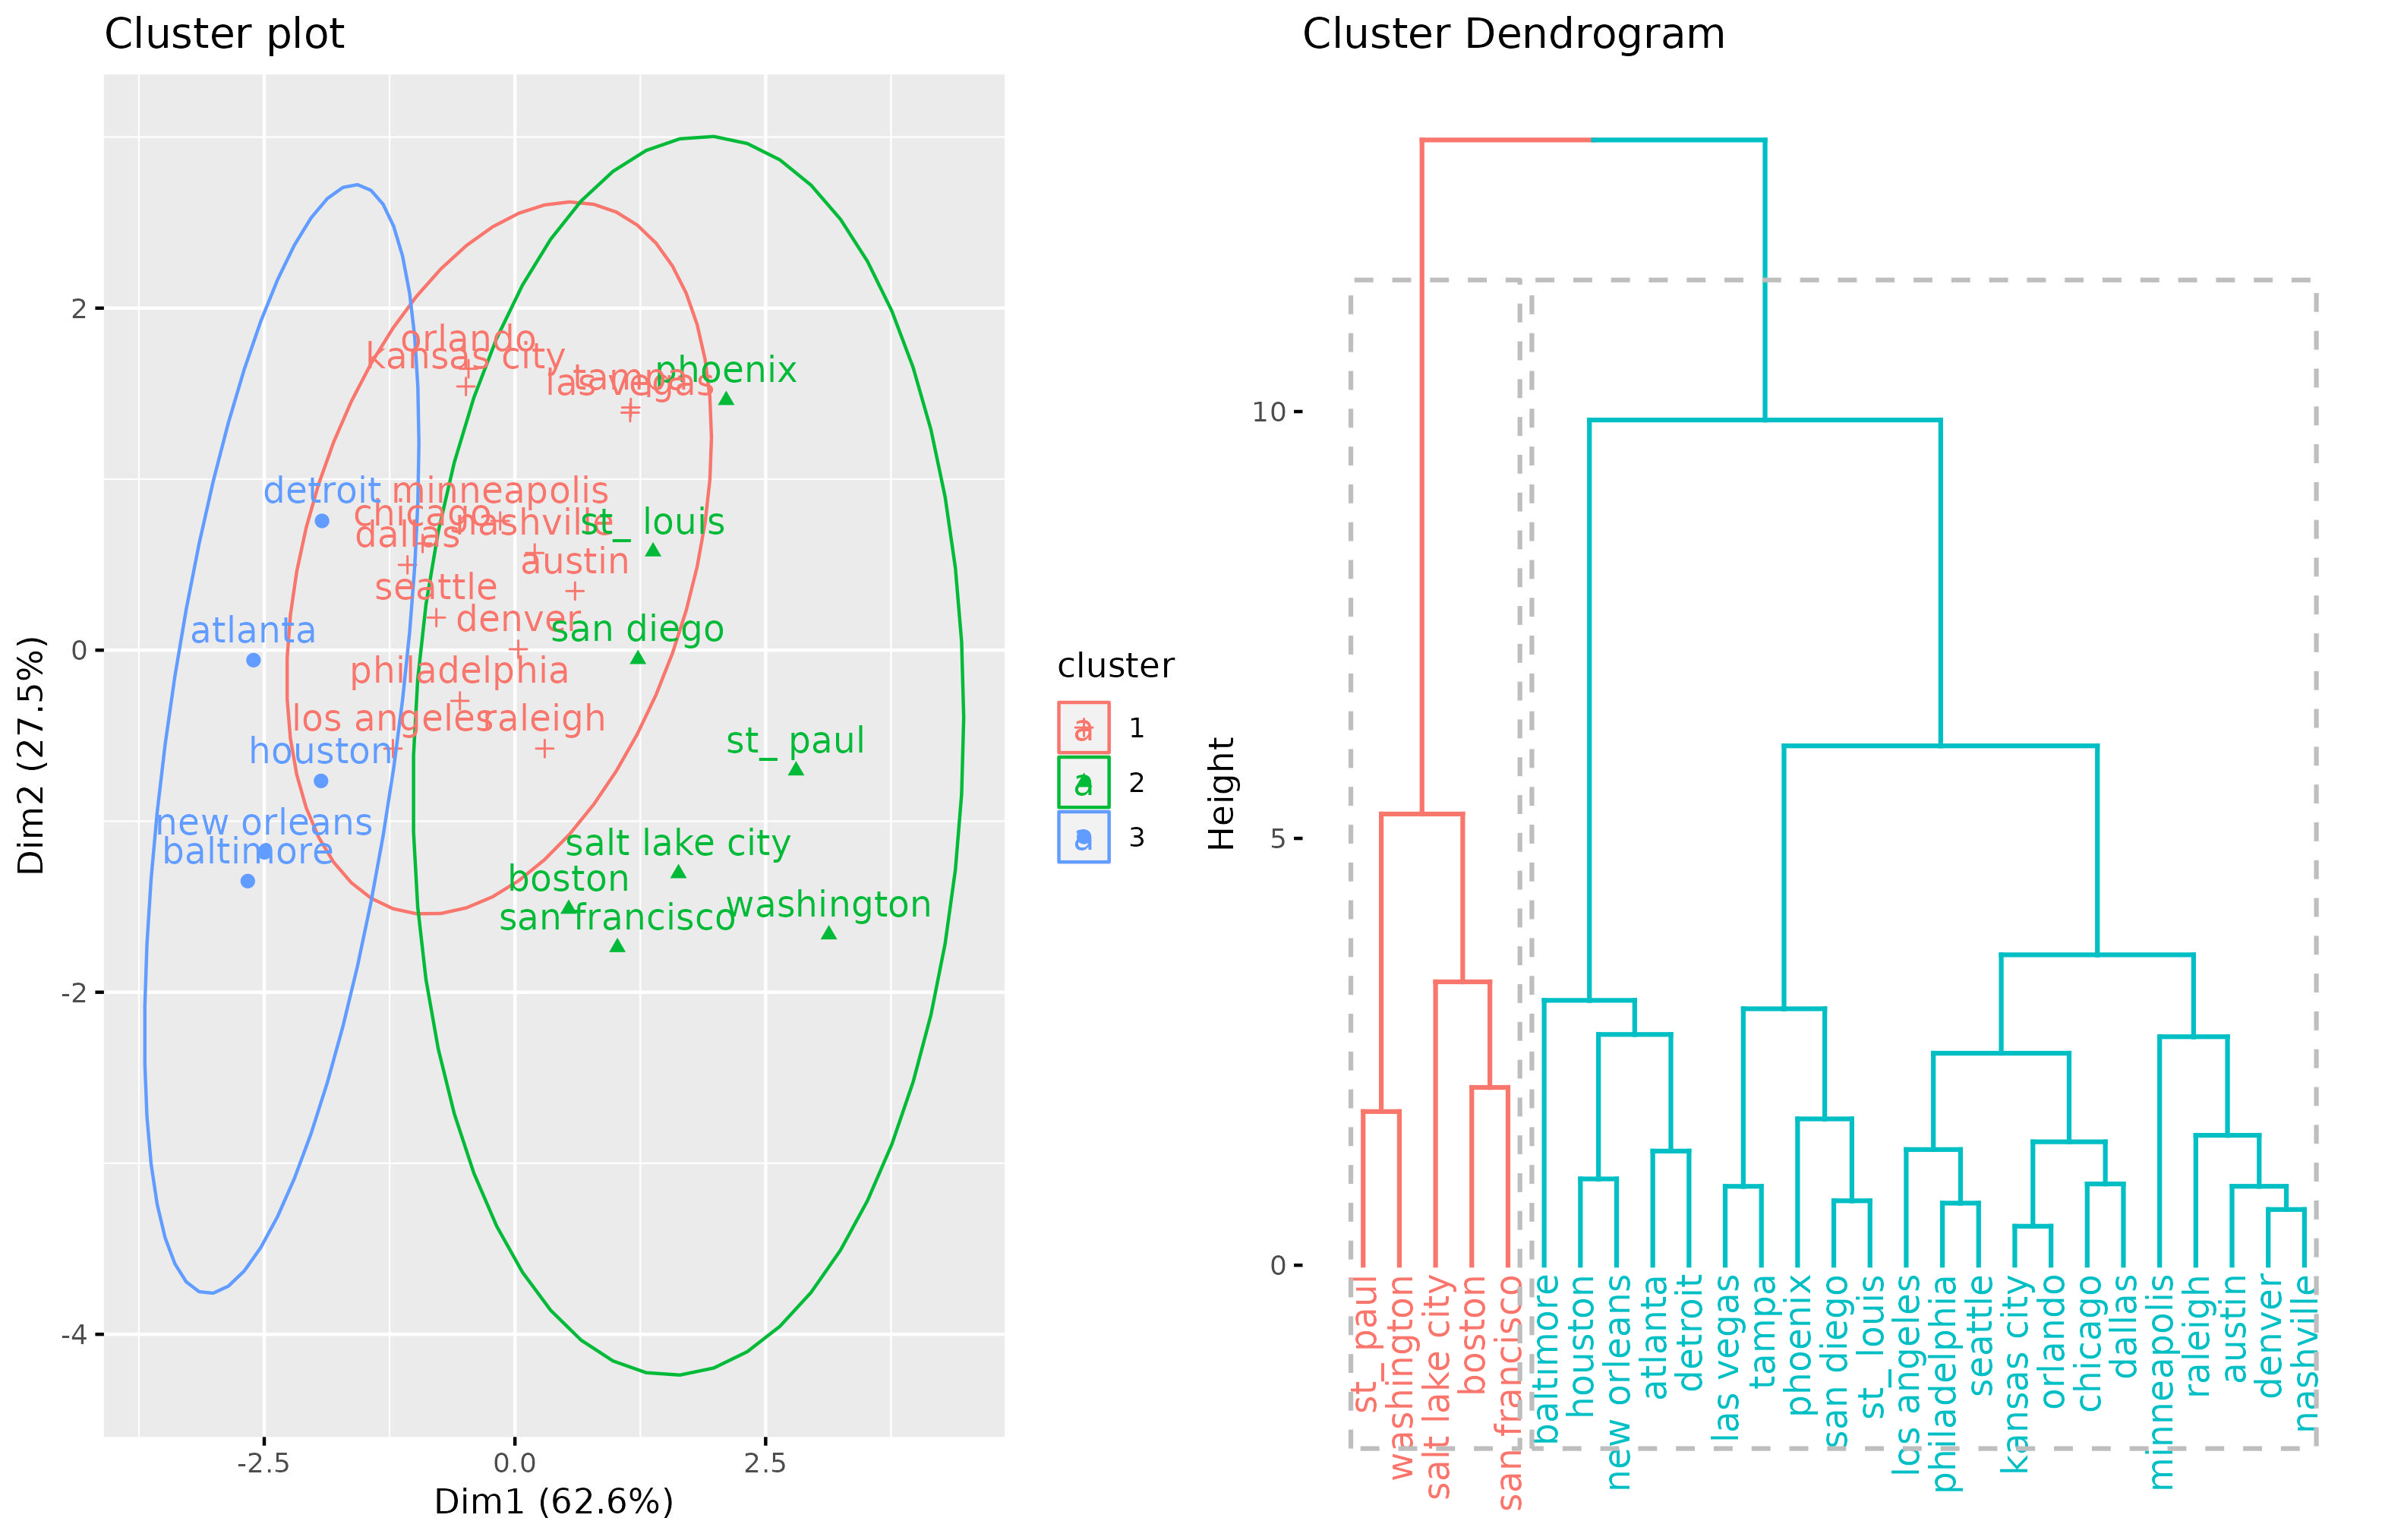 Cluster plot
Cluster Dendrogram
orlando
kansas city
tampa
las vegas
phoenix
detroit
minneapolis
chicago
nashville
st_ louis
dallas
austin
seattle
denver
san diego
atlanta
philadelphia
los angeles
raleigh
houston
st_ paul
new orleans
baltimore
salt lake city
boston
san francisco
washington
2
0
-2
-4
-2.5
0.0
2.5
Dim1 (62.6%)
Dim2 (27.5%)
cluster
a 1
a 2
a 3
Height
10
5
0
st_ paul
washington
salt lake city
boston
san francisco
baltimore
houston
new orleans
atlanta
detroit
las vegas
tampa
phoenix
san diego
st_ louis
los angeles
philadelphia
seattle
kansas city
orlando
chicago
dallas
minneapolis
raleigh
austin
denver
nashville